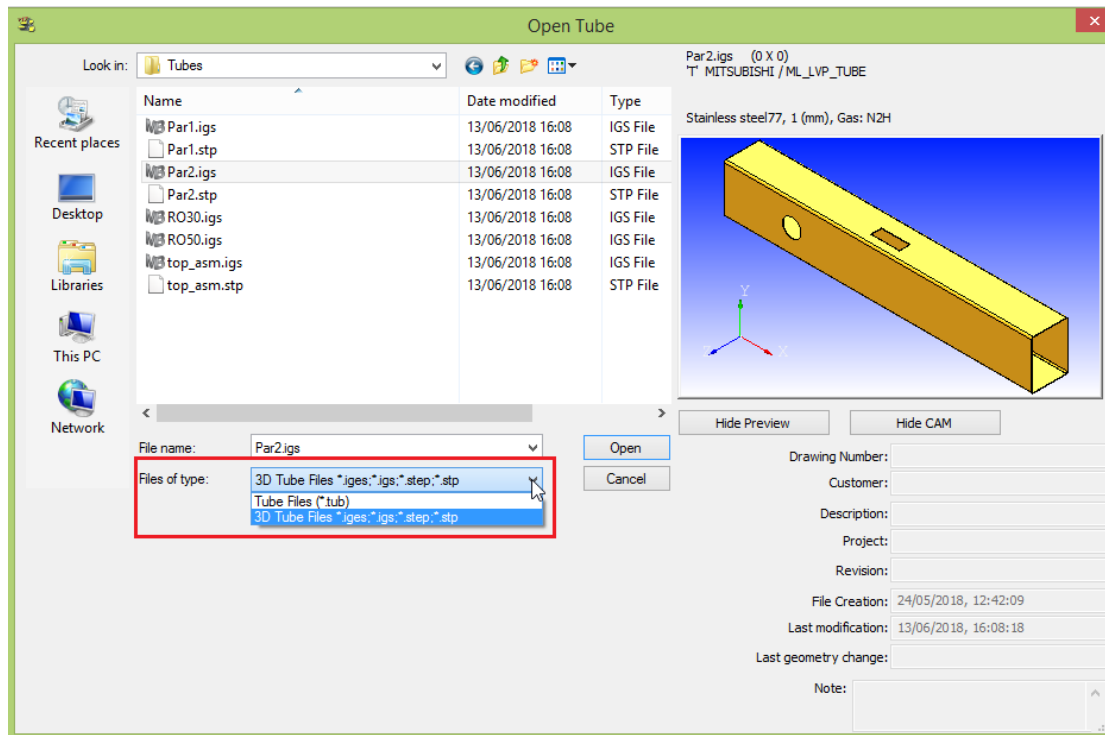 Open Tube
Look in: Tubes
Recent places
Desktop
Libraries
This PC
Network
Name Date modified Type
Par1.igs 13/06/2018 16:08 IGS File
Par1.stp 13/06/2018 16:08 STP File
Par2.igs 13/06/2018 16:08 IGS File
Par2.stp 13/06/2018 16:08 STP File
RO30.igs 13/06/2018 16:08 IGS File
RO50.igs 13/06/2018 16:08 IGS File
top_asm.igs 13/06/2018 16:08 IGS File
top_asm.stp 13/06/2018 16:08 STP File
File name: Par2.igs Open
Files of type: 3D Tube Files *.iges;*.igs;*.step;*.stp Cancel
Tube Files (*.tub)
3D Tube Files *.iges;*.igs;*.step;*.stp
Par2.igs (0 X 0)
'T' MITSUBISHI / ML_LVP_TUBE
Stainless steel77, 1 (mm), Gas: N2H
Y
Z X
Hide Preview Hide CAM
Drawing Number:
Customer:
Description:
Project:
Revision:
File Creation: 24/05/2018, 12:42:09
Last modification: 13/06/2018, 16:08:18
Last geometry change:
Note: